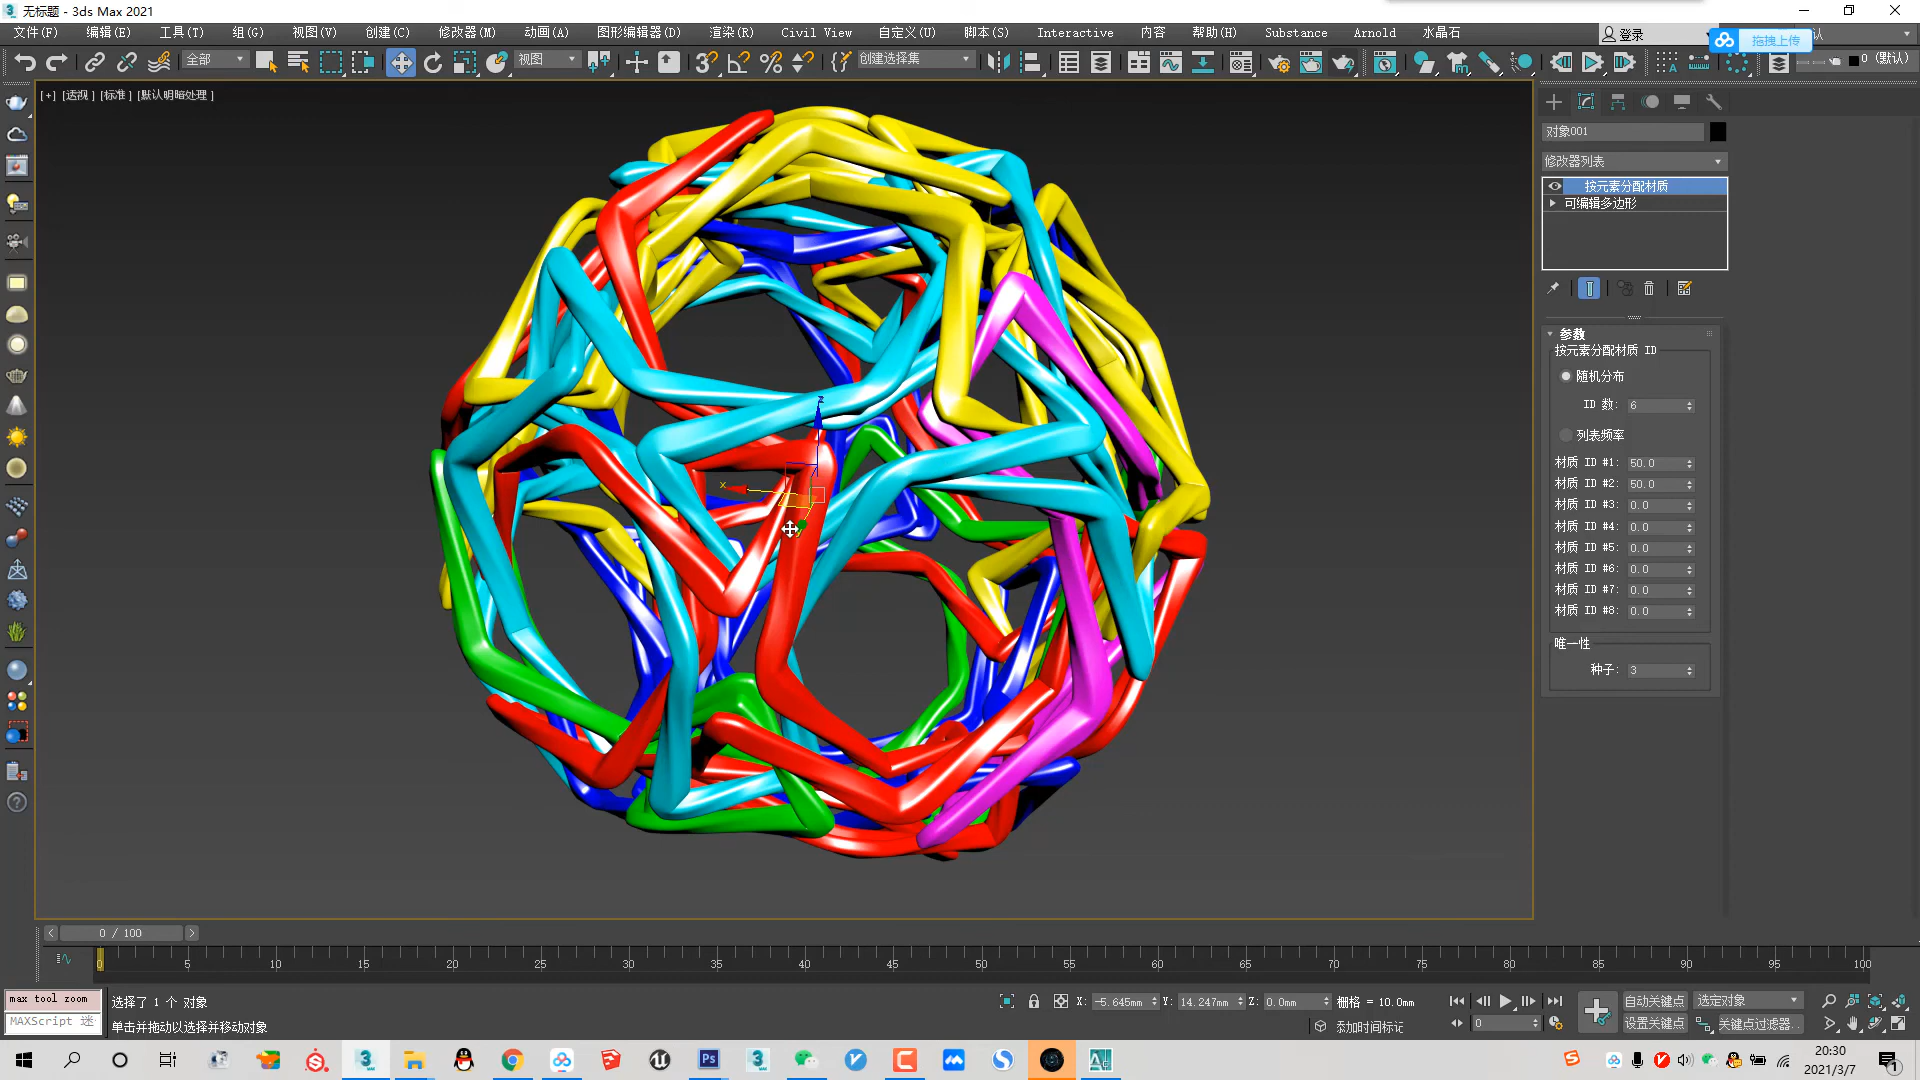 无标题 - 3ds Max 2021
文件(F) 编辑(E) 工具(T) 组(G) 视图(V) 创建(C) 修改器(M) 动画(A) 图形编辑器(D) 渲染(R) Civil View 自定义(U) 脚本(S) Interactive 内容 帮助(H) Substance Arnold 水晶石 登录
拖拽上传
全部 视图 创建选择集 0 (默认)
[+] [透视] [标准] [默认明暗处理]
对象001
修改器列表
按元素分配材质
可编辑多边形
参数
按元素分配材质 ID
随机分布
ID 数: 6
列表频率
材质 ID #1: 50.0
材质 ID #2: 50.0
材质 ID #3: 0.0
材质 ID #4: 0.0
材质 ID #5: 0.0
材质 ID #6: 0.0
材质 ID #7: 0.0
材质 ID #8: 0.0
唯一性
种子: 3
z
x
0 / 100
0 5 10 15 20 25 30 35 40 45 50 55 60 65 70 75 80 85 90 95 100
max tool zoom
选择了 1 个 对象
X: -5.645mm Y: 14.247mm Z: 0.0mm 栅格 = 10.0mm
自动关键点 选定对象
MAXScript 迷
单击并拖动以选择并移动对象
添加时间标记
0
设置关键点 关键点过滤器...
20:30
2021/3/7